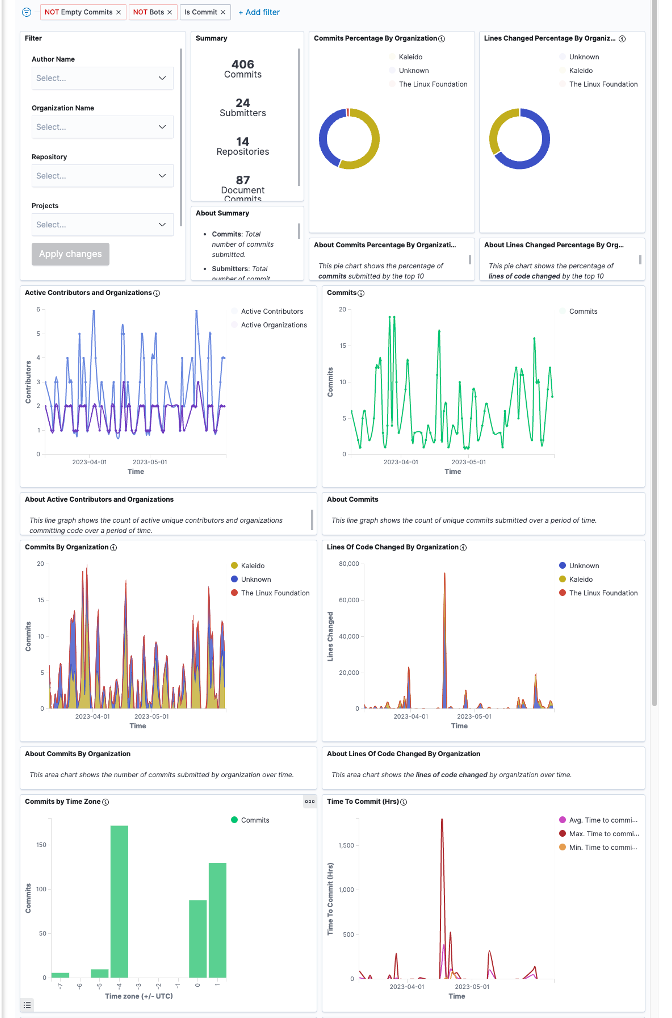 NOT Empty Commits × NOT Bots × Is Commit × + Add filter
Filter
Author Name
Select...
Organization Name
Select...
Repository
Select...
Projects
Select...
Apply changes
Summary
406
Commits
24
Submitters
14
Repositories
87
Document
Commits
About Summary
• Commits: Total
number of commits
submitted.
• Submitters: Total
number of commit
Commits Percentage By Organization
Kaleido
Unknown
The Linux Foundation
About Commits Percentage By Organizati...
This pie chart shows the percentage of
commits submitted by the top 10
Lines Changed Percentage By Organiz...
Unknown
Kaleido
The Linux Foundation
About Lines Changed Percentage By Org...
This pie chart shows the percentage of
lines of code changed by the top 10
Active Contributors and Organizations
Active Contributors
Active Organizations
Contributors
6
5
4
3
2
1
0
2023-04-01 2023-05-01
Time
Commits
Commits
Commits
20
15
10
5
0
2023-04-01 2023-05-01
Time
About Active Contributors and Organizations
This line graph shows the count of active unique contributors and organizations
committing code over a period of time.
About Commits
This line graph shows the count of unique commits submitted over a period of time.
Commits By Organization
Kaleido
Unknown
The Linux Foundation
Commits
20
15
10
5
0
2023-04-01 2023-05-01
Time
Lines Of Code Changed By Organization
Unknown
Kaleido
The Linux Foundation
Lines Changed
80,000
60,000
40,000
20,000
0
2023-04-01 2023-05-01
Time
About Commits By Organization
This area chart shows the number of commits submitted by organization over time.
About Lines Of Code Changed By Organization
This area chart shows the lines of code changed by organization over time.
Commits by Time Zone
Commits
Commits
150
100
50
0
-7 -6 -5 -4 -3 -2 -1 0 1
Time zone (+/- UTC)
Time To Commit (Hrs)
Avg. Time to commi...
Max. Time to commi...
Min. Time to commi...
Time To Commit (Hrs)
1,500
1,000
500
0
2023-04-01 2023-05-01
Time